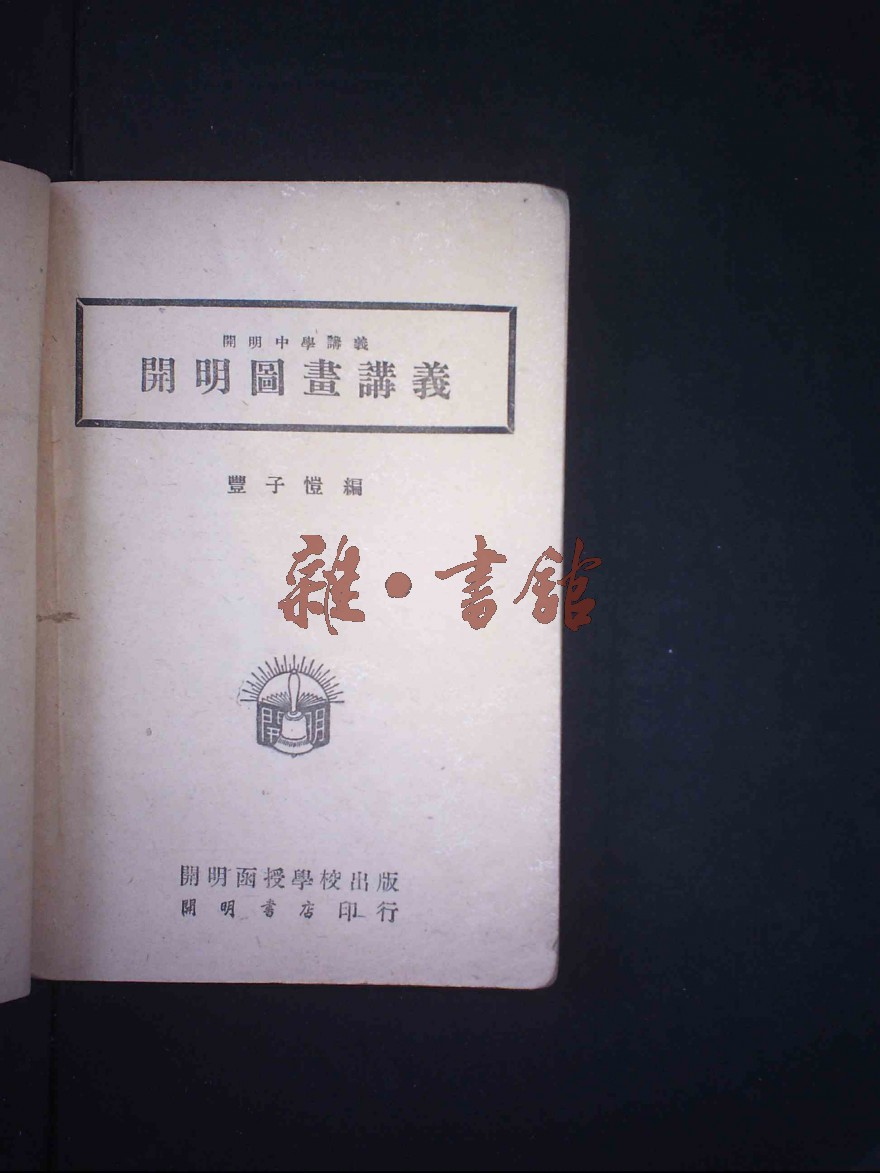 開明中學講義
開明圖畫講義
豐子愷編
雜•書館
開明
開明函授學校出版
開明書店印行